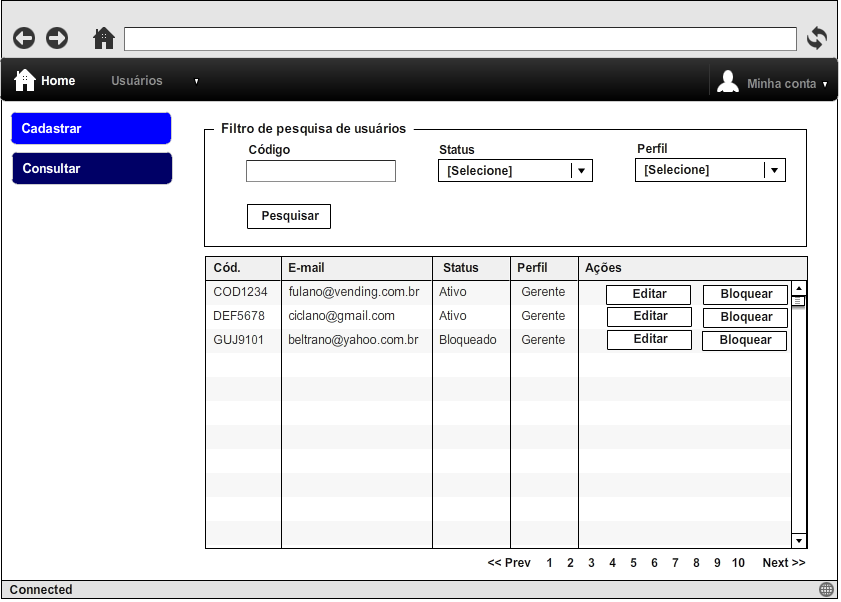 Home Usuários Minha conta
Cadastrar
Consultar
Filtro de pesquisa de usuários
Código Status Perfil
[Selecione] [Selecione]
Pesquisar
Cód. E-mail Status Perfil Ações
COD1234 fulano@vending.com.br Ativo Gerente Editar Bloquear
DEF5678 ciclano@gmail.com Ativo Gerente Editar Bloquear
GUJ9101 beltrano@yahoo.com.br Bloqueado Gerente Editar Bloquear
<< Prev 1 2 3 4 5 6 7 8 9 10 Next >>
Connected